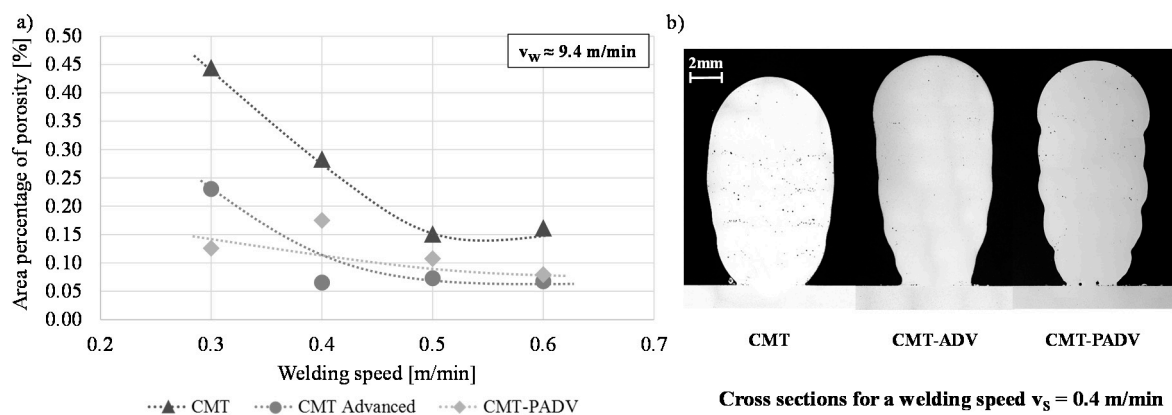 a)
Area percentage of porosity [%]
0.50
0.45
0.40
0.35
0.30
0.25
0.20
0.15
0.10
0.05
0.00
v_w ≈ 9.4 m/min
0.2 0.3 0.4 0.5 0.6 0.7
Welding speed [m/min]
CMT CMT Advanced CMT-PADV
b)
2mm
CMT CMT-ADV CMT-PADV
Cross sections for a welding speed v_s = 0.4 m/min